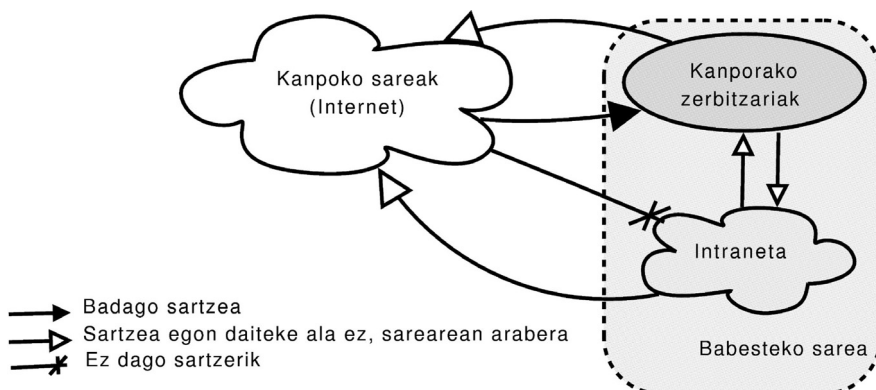 Kanpoko sareak
(Internet)
Kanporako
zerbitzariak
Intraneta
Babesteko sarea
Badago sartzea
Sartzea egon daiteke ala ez, sarearean arabera
Ez dago sartzerik